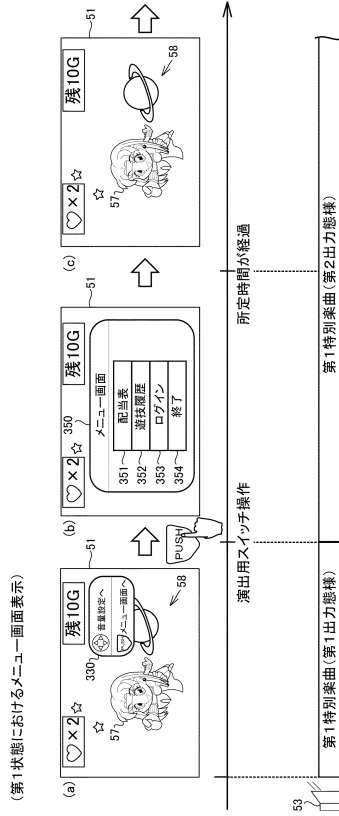 (第1状態におけるメニュー画面表示)
(a)
♡×2
残10G
51
330
音量設定へ
PUSH メニュー画面へ
57
58
(b)
♡×2
残10G
51
350
メニュー画面
351 配当表
352 遊技履歴
353 ログイン
354 終了
PUSH
(c)
♡×2
残10G
51
57
58
演出用スイッチ操作
所定時間が経過
53
第1特別楽曲(第1出力態様)
第1特別楽曲(第2出力態様)